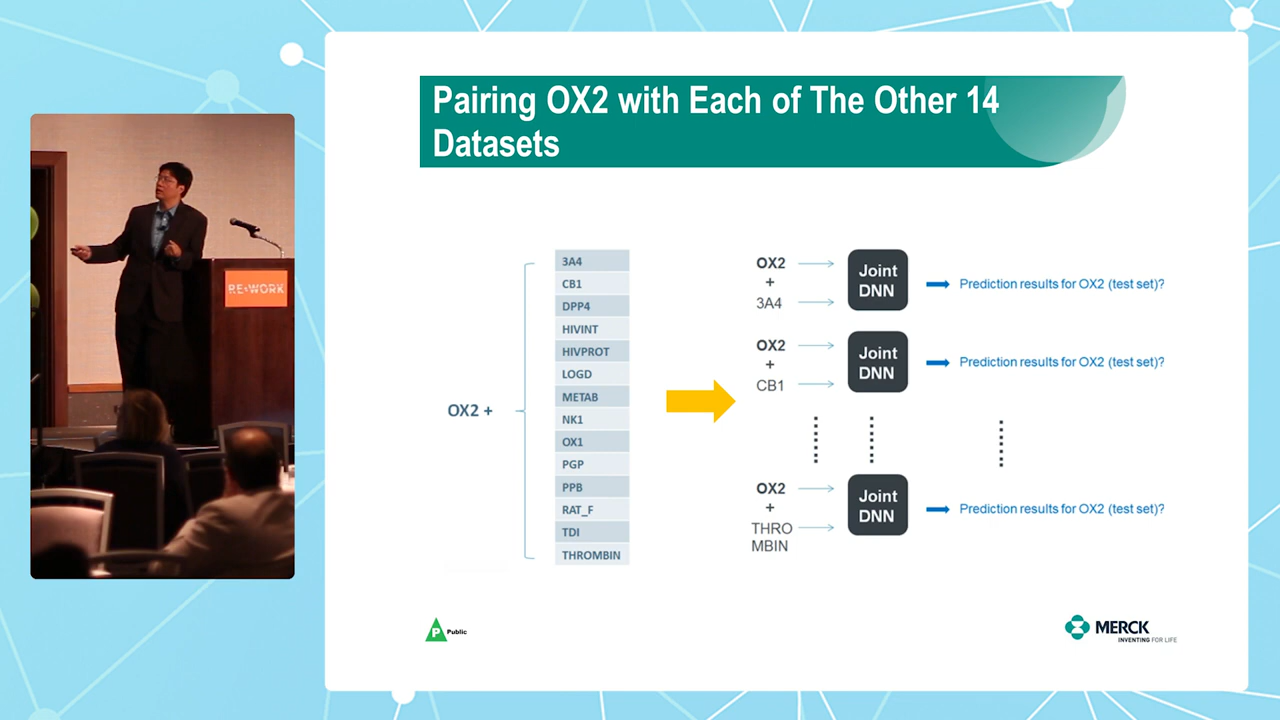 Pairing OX2 with Each of The Other 14
Datasets
RE•WORK
OX2 +
3A4
CB1
DPP4
HIVINT
HIVPROT
LOGD
METAB
NK1
OX1
PGP
PPB
RAT_F
TDI
THROMBIN
OX2
+
3A4
Joint
DNN
Prediction results for OX2 (test set)?
OX2
+
CB1
Joint
DNN
Prediction results for OX2 (test set)?
OX2
+
THRO
MBIN
Joint
DNN
Prediction results for OX2 (test set)?
P Public
MERCK
INVENTING FOR LIFE